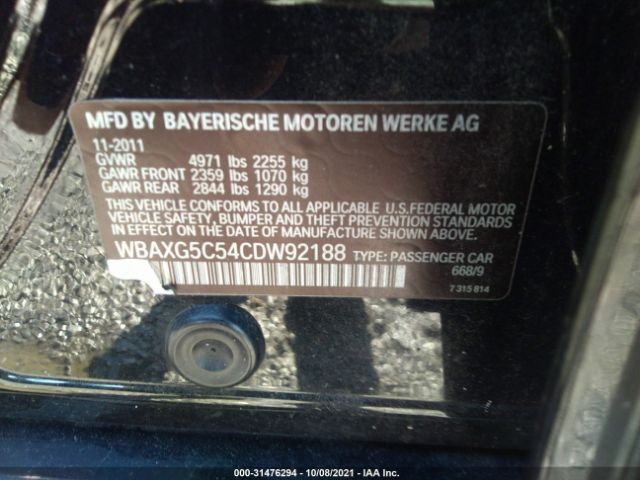 MFD BY BAYERISCHE MOTOREN WERKE AG
11-2011
GVWR 4971 lbs 2255 kg
GAWR FRONT 2359 lbs 1070 kg
GAWR REAR 2844 lbs 1290 kg
THIS VEHICLE CONFORMS TO ALL APPLICABLE U.S.FEDERAL MOTOR
VEHICLE SAFETY, BUMPER AND THEFT PREVENTION STANDARDS
IN EFFECT ON THE DATE OF MANUFACTURE SHOWN ABOVE.
WBAXG5C54CDW92188 TYPE: PASSENGER CAR
668/9
7 315 814
000-31476294 - 10/08/2021 - IAA Inc.